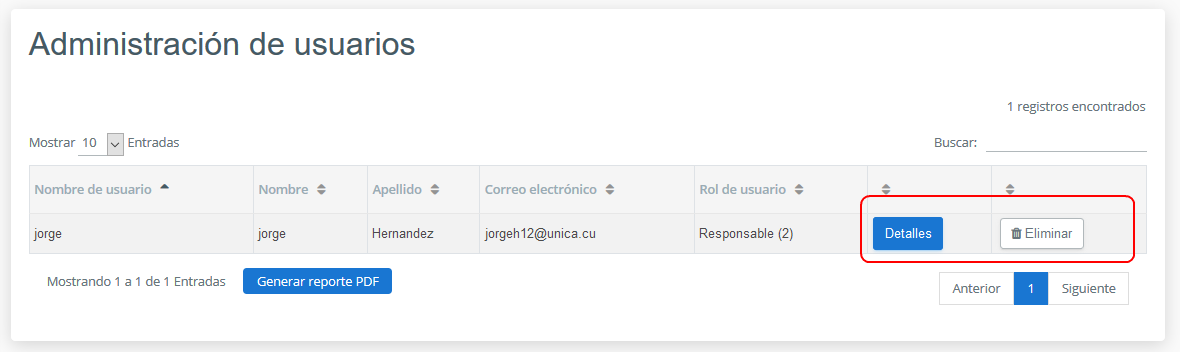 Administración de usuarios
1 registros encontrados
Mostrar 10 Entradas Buscar:
Nombre de usuario Nombre Apellido Correo electrónico Rol de usuario
jorge jorge Hernandez jorgeh12@unica.cu Responsable (2) Detalles Eliminar
Mostrando 1 a 1 de 1 Entradas Generar reporte PDF Anterior 1 Siguiente